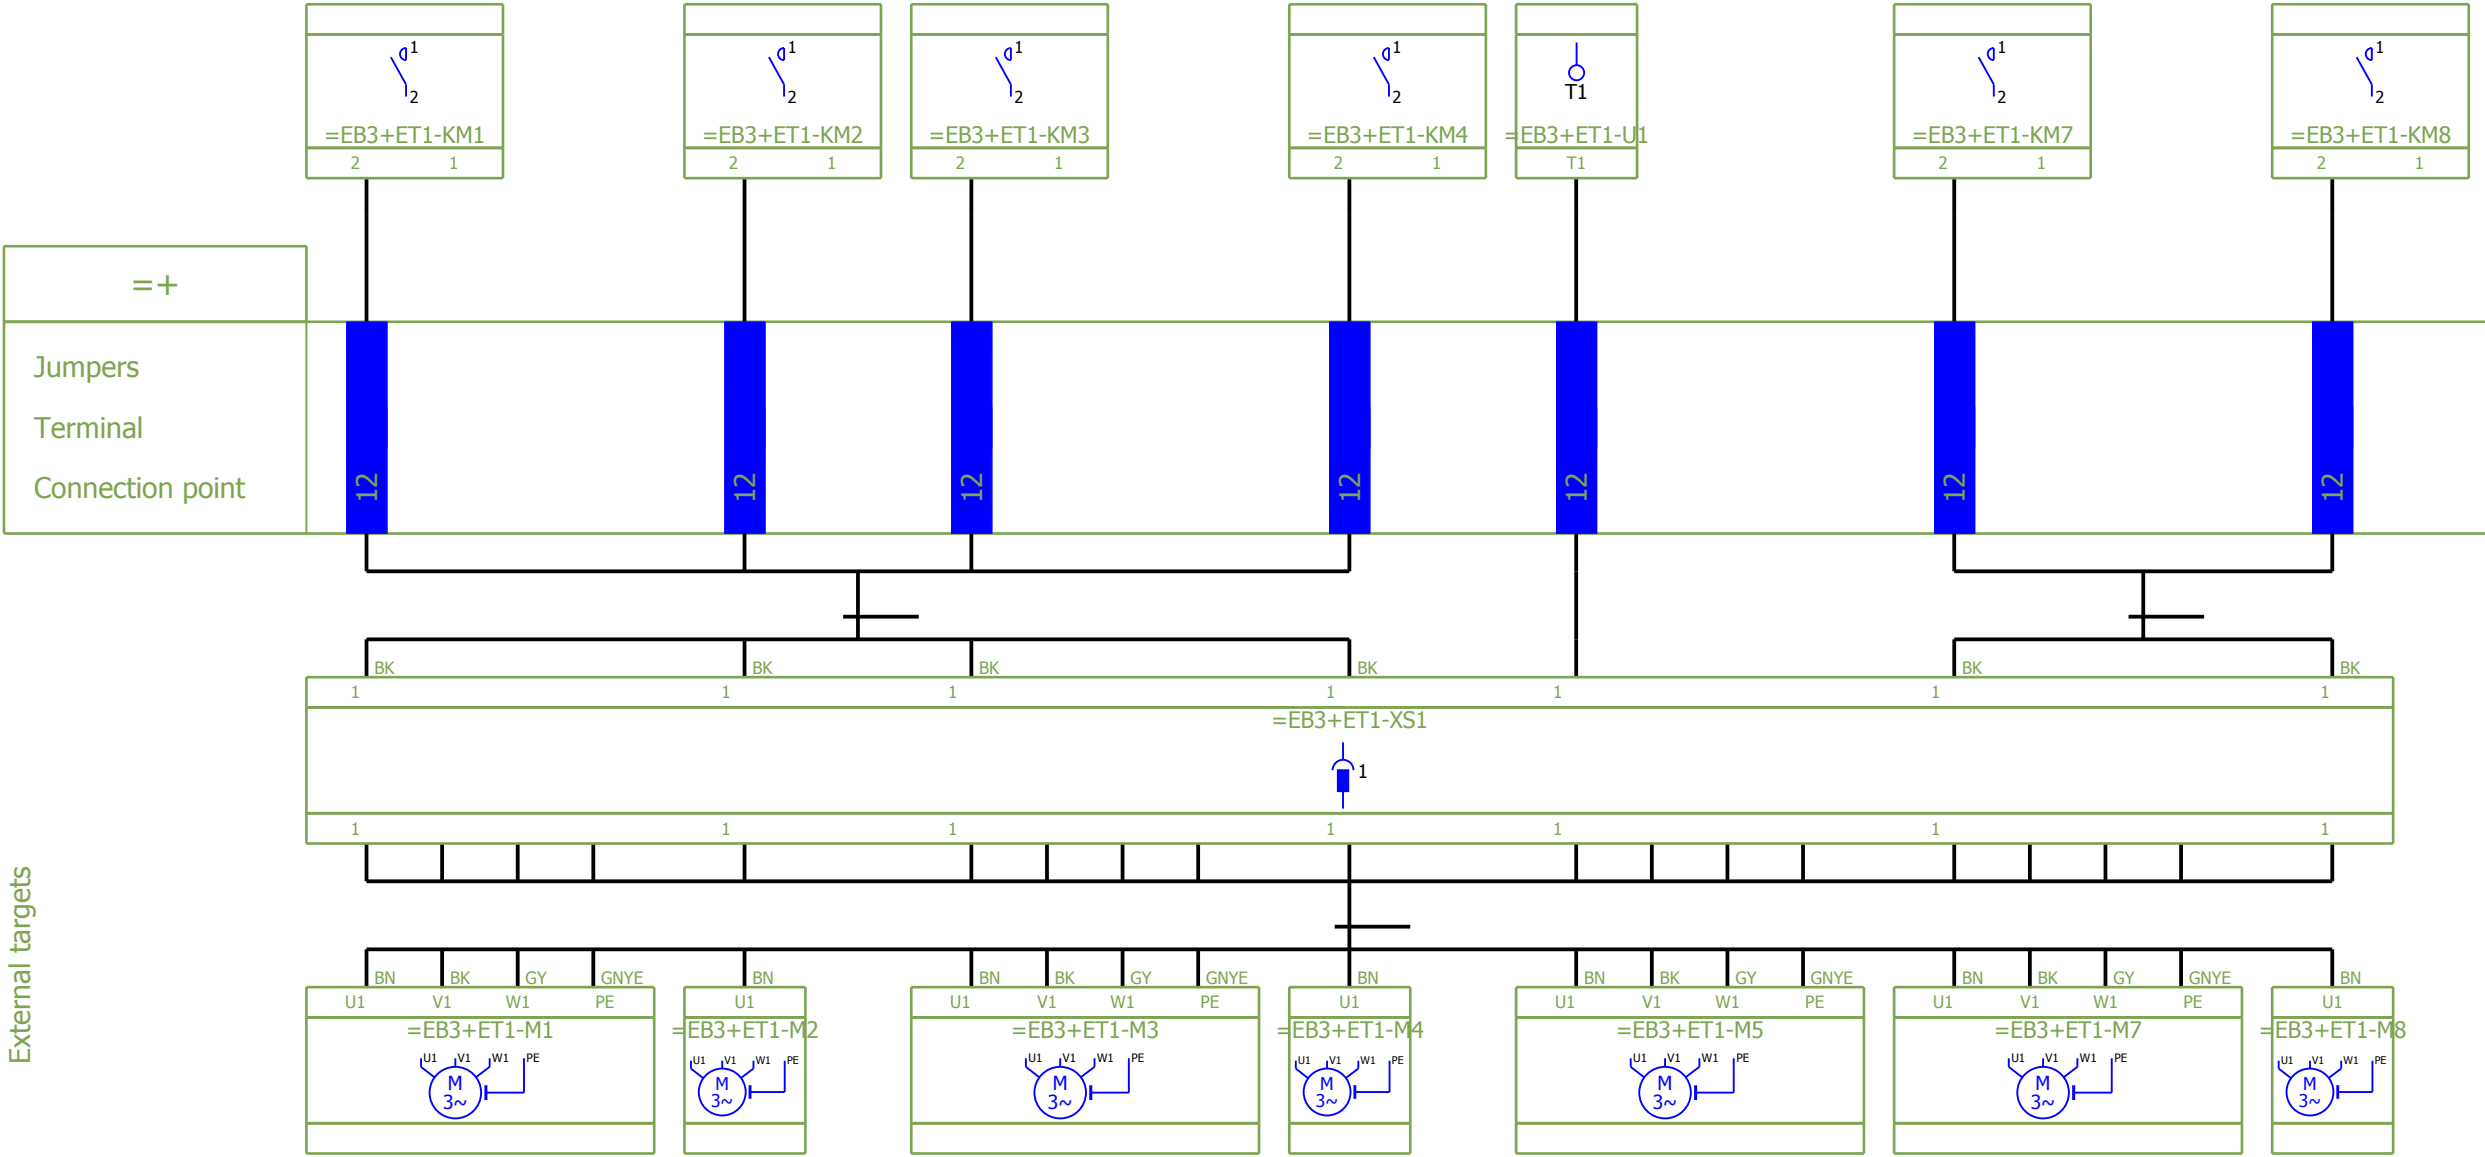 1 1 1 1 T1 1 1
2 2 2 2 2 2
=EB3+ET1-KM1 =EB3+ET1-KM2 =EB3+ET1-KM3 =EB3+ET1-KM4 =EB3+ET1-U1 =EB3+ET1-KM7 =EB3+ET1-KM8
2 1 2 1 2 1 2 1 T1 2 1 2 1
=+
Jumpers
Terminal
Connection point
12 12 12 12 12 12 12
BK BK BK BK BK BK
1 1 1 1 1 1 1
=EB3+ET1-XS1
1
1 1 1 1 1 1 1
External targets
BN BK GY GNYE BN BN BK GY GNYE BN BN BK GY GNYE BN BK GY GNYE BN
U1 V1 W1 PE U1 U1 V1 W1 PE U1 U1 V1 W1 PE U1 V1 W1 PE U1
=EB3+ET1-M1 =EB3+ET1-M2 =EB3+ET1-M3 =EB3+ET1-M4 =EB3+ET1-M5 =EB3+ET1-M7 =EB3+ET1-M8
U1 V1 W1 PE U1 V1 W1 PE U1 V1 W1 PE U1 V1 W1 PE U1 V1 W1 PE U1 V1 W1 PE U1 V1 W1 PE
M M M M M M M
3~ 3~ 3~ 3~ 3~ 3~ 3~